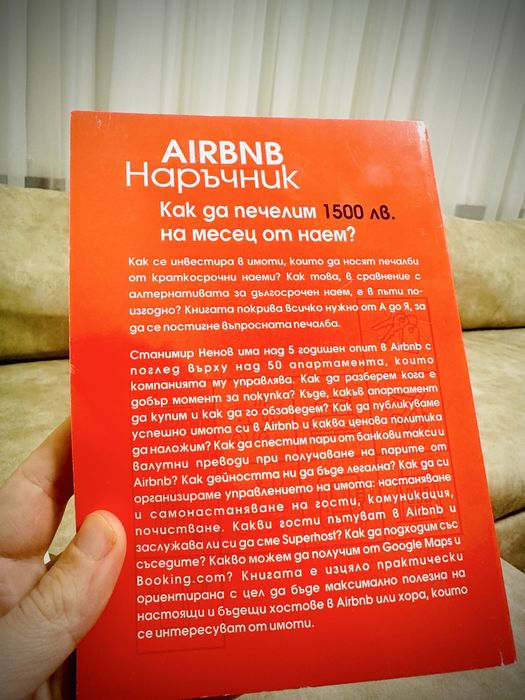 AIRBNB
Наръчник
Как да печелим 1500 лв.
на месец от наем?
Как се инвестира в имоти, които да носят печалби
от краткосрочни наеми? Как това, в сравнение с
алтернативата за дългосрочен наем, е в пъти по-
изгодно? Книгата покрива всичко нужно от А до Я, за
да се постигне въпросната печалба.
Станимир Ненов има над 5 годишен опит в Airbnb с
поглед върху над 50 апартамента, които
компанията му управлява. Как да разберем кога е
добър момент за покупка? Къде, какъв апартамент
да купим и как да го обзаведем? Как да публикуваме
успешно имота си в Airbnb и каква ценова политика
да наложим? Как да спестим пари от банкови такси и
валутни преводи при получаване на парите от
Airbnb? Как дейността ни да бъде легална? Как да си
организираме управлението на имота: настаняване
и самонастаняване на гости, комуникация,
почистване. Какви гости пътуват в Airbnb и
заслужава ли си да сме Superhost? Как да подходим със
съседите? Какво можем да получим от Google Maps и
Booking.com? Книгата е изцяло практически
ориентирана с цел да бъде максимално полезна на
настоящи и бъдещи хостове в Airbnb или хора, които
се интересуват от имоти.